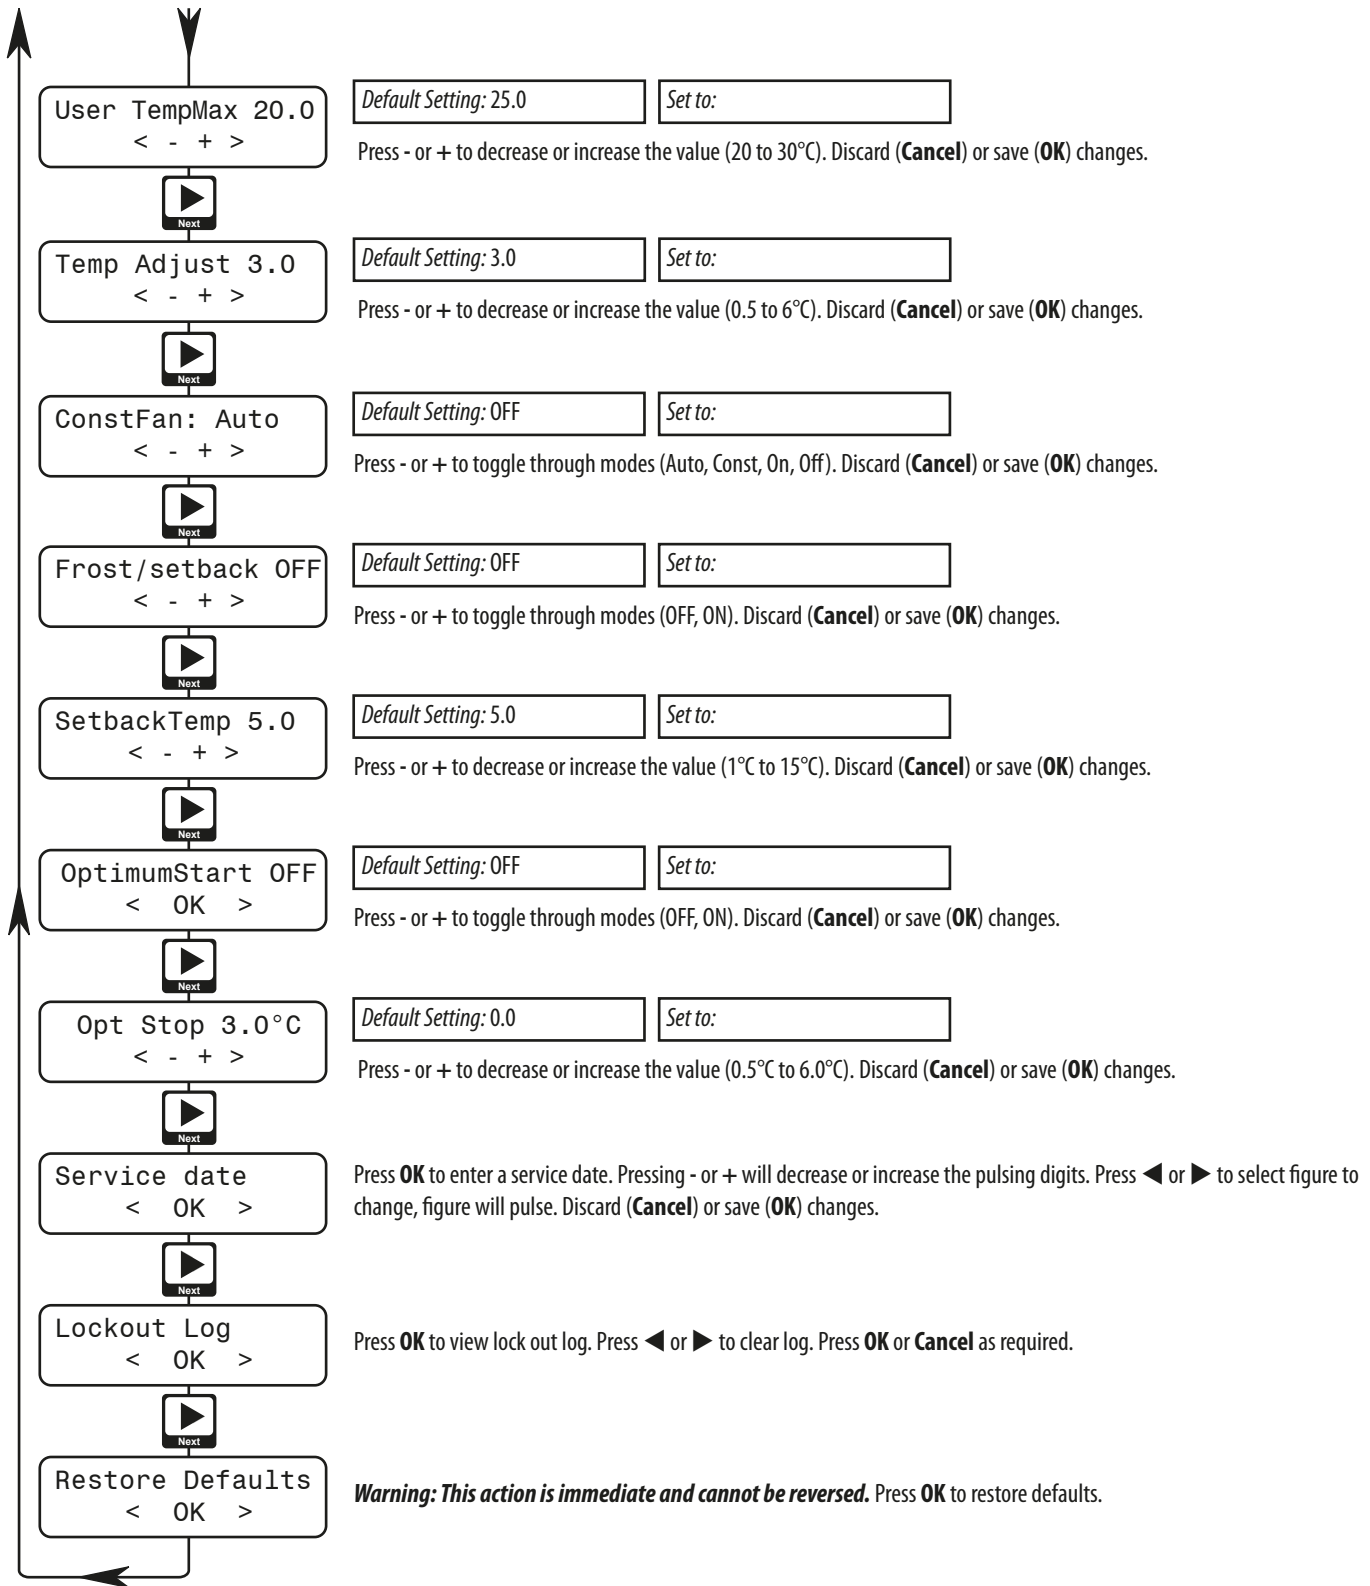 User TempMax 20.0
< - + >
Default Setting: 25.0
Set to:
Press - or + to decrease or increase the value (20 to 30°C). Discard (Cancel) or save (OK) changes.
Next
Temp Adjust 3.0
< - + >
Default Setting: 3.0
Set to:
Press - or + to decrease or increase the value (0.5 to 6°C). Discard (Cancel) or save (OK) changes.
Next
ConstFan: Auto
< - + >
Default Setting: OFF
Set to:
Press - or + to toggle through modes (Auto, Const, On, Off). Discard (Cancel) or save (OK) changes.
Next
Frost/setback OFF
< - + >
Default Setting: OFF
Set to:
Press - or + to toggle through modes (OFF, ON). Discard (Cancel) or save (OK) changes.
Next
SetbackTemp 5.0
< - + >
Default Setting: 5.0
Set to:
Press - or + to decrease or increase the value (1°C to 15°C). Discard (Cancel) or save (OK) changes.
Next
OptimumStart OFF
< OK >
Default Setting: OFF
Set to:
Press - or + to toggle through modes (OFF, ON). Discard (Cancel) or save (OK) changes.
Next
Opt Stop 3.0°C
< - + >
Default Setting: 0.0
Set to:
Press - or + to decrease or increase the value (0.5°C to 6.0°C). Discard (Cancel) or save (OK) changes.
Next
Service date
< OK >
Press OK to enter a service date. Pressing - or + will decrease or increase the pulsing digits. Press ◀ or ▶ to select figure to
change, figure will pulse. Discard (Cancel) or save (OK) changes.
Next
Lockout Log
< OK >
Press OK to view lock out log. Press ◀ or ▶ to clear log. Press OK or Cancel as required.
Next
Restore Defaults
< OK >
Warning: This action is immediate and cannot be reversed. Press OK to restore defaults.